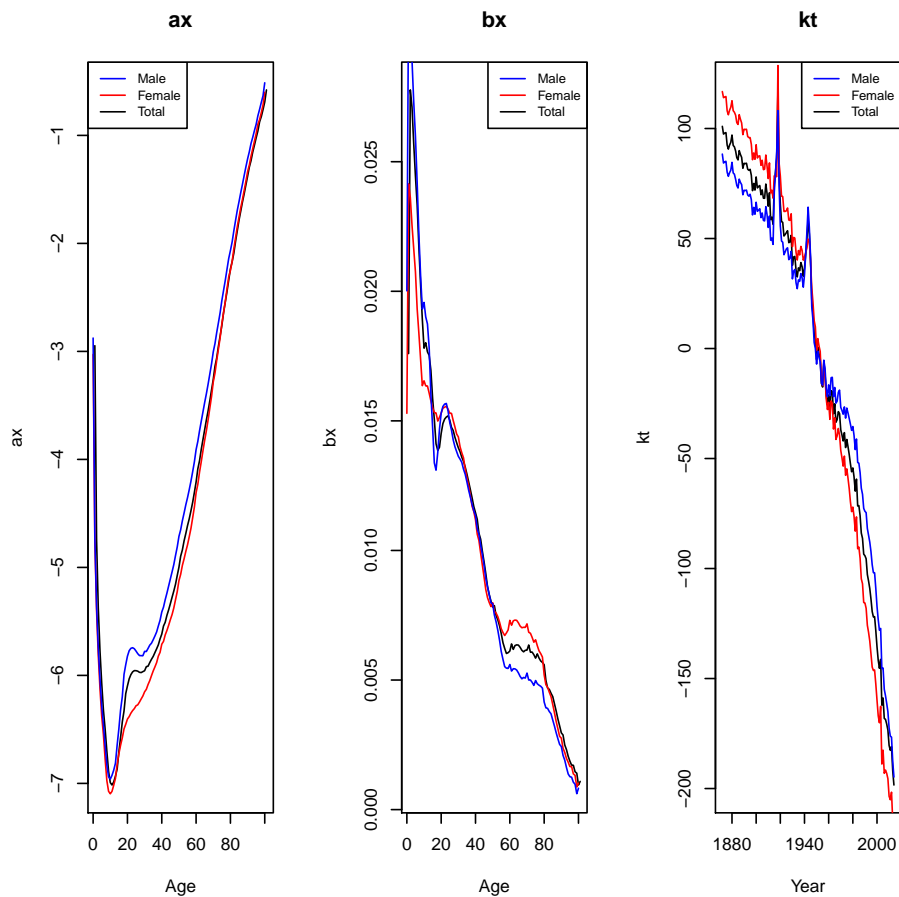 ax
Male
Female
Total
ax
-1
-2
-3
-4
-5
-6
-7
0 20 40 60 80
Age
bx
Male
Female
Total
bx
0.025
0.020
0.015
0.010
0.005
0.000
0 20 40 60 80
Age
kt
Male
Female
Total
kt
100
50
0
-50
-100
-150
-200
1880 1940 2000
Year